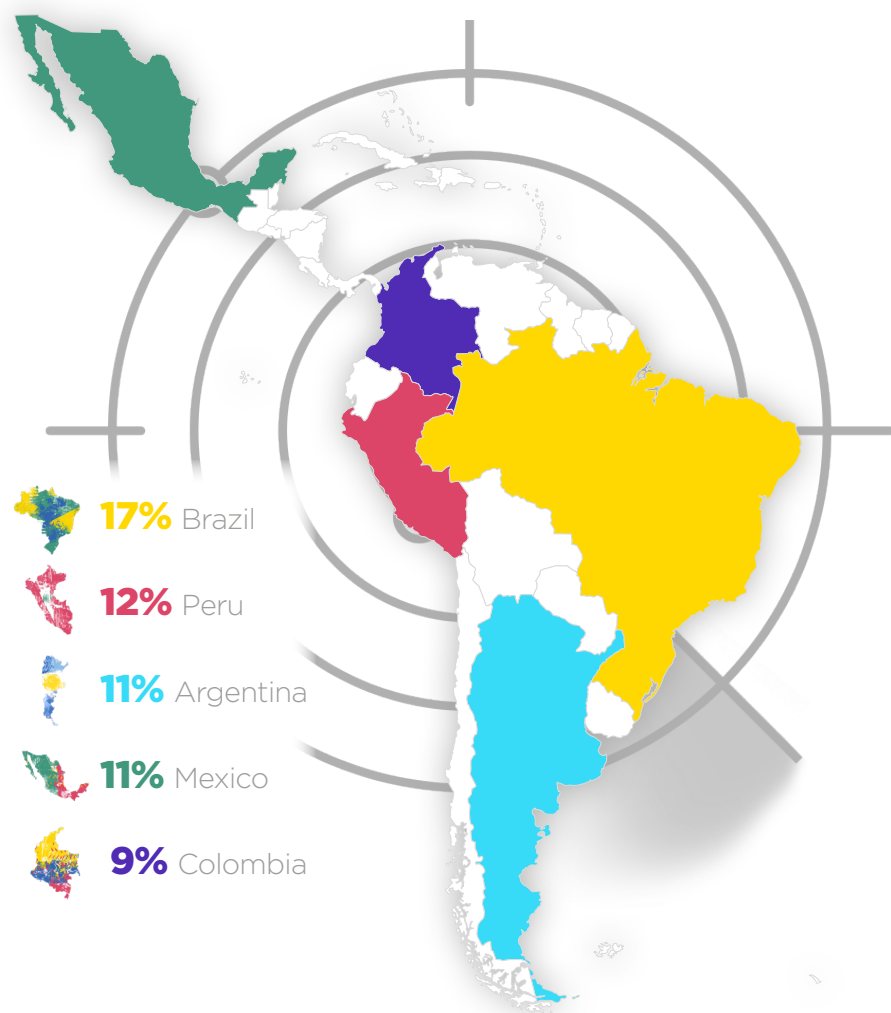 17% Brazil
12% Peru
11% Argentina
11% Mexico
9% Colombia